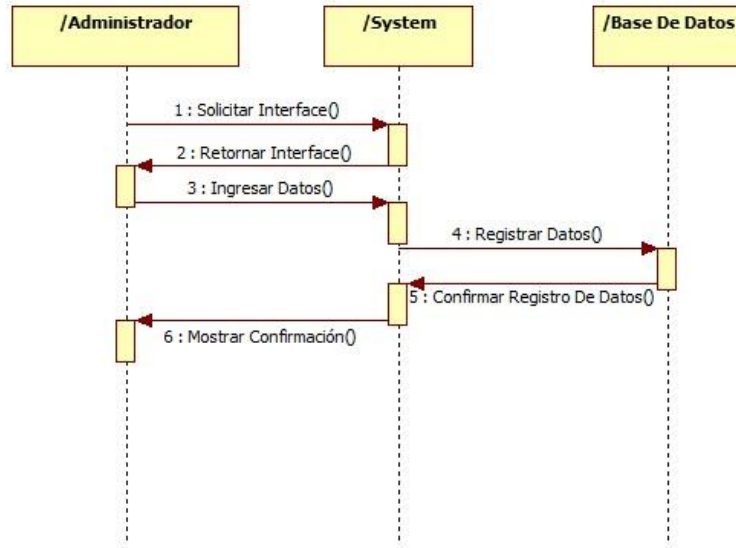 /Administrador
/System
/Base De Datos
1 : Solicitar Interface()
2 : Retornar Interface()
3 : Ingresar Datos()
4 : Registrar Datos()
5 : Confirmar Registro De Datos()
6 : Mostrar Confirmación()